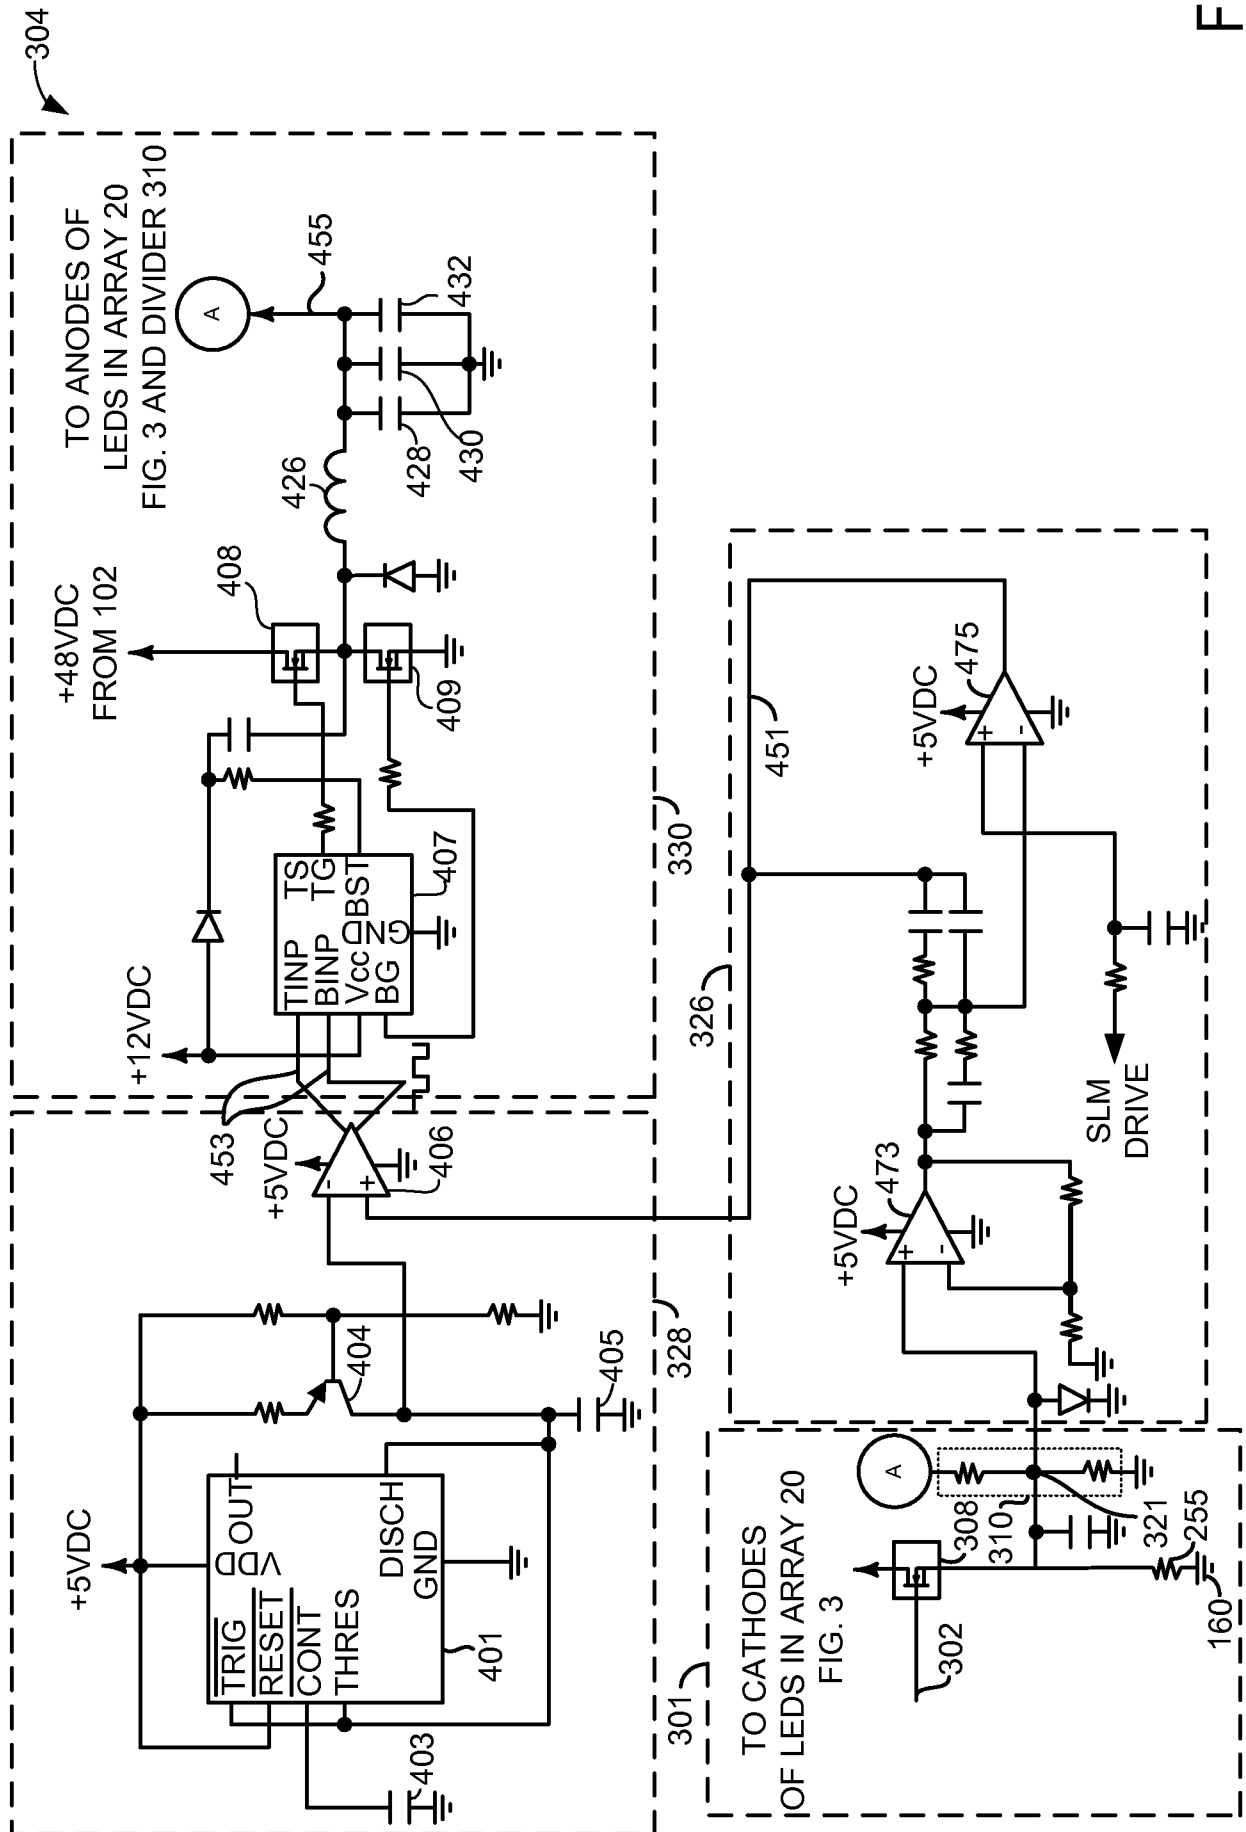 304
TO ANODES OF
LEDS IN ARRAY 20
FIG. 3 AND DIVIDER 310
A
455
432
430
428
426
+48VDC
FROM 102
408
409
+12VDC
TINP
BINP
Vcc
BG
TS
TG
BST
GND
407
330
453
+5VDC
-
+
406
+5VDC
VDD
OUT
TRIG
RESET
CONT
THRES
DISCH
GND
401
403
404
405
328
326
451
+5VDC
+
-
475
+5VDC
+
-
473
SLM
DRIVE
301
TO CATHODES
OF LEDS IN ARRAY 20
FIG. 3
302
308
310
A
321
255
160
F